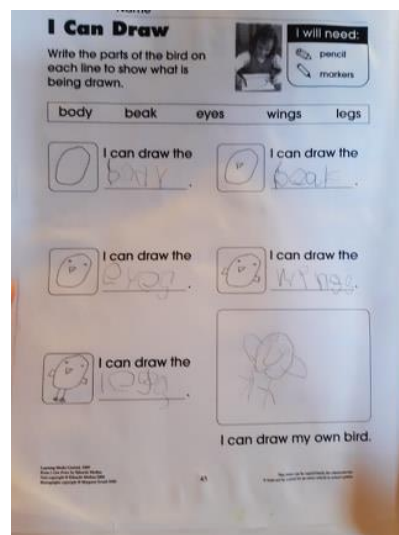 Name
I Can Draw
I will need:
pencil
markers
Write the parts of the bird on
each line to show what is
being drawn.
body beak eyes wings legs
I can draw the
body.
I can draw the
beak.
I can draw the
eyes.
I can draw the
wings.
I can draw the
legs.
I can draw my own bird.